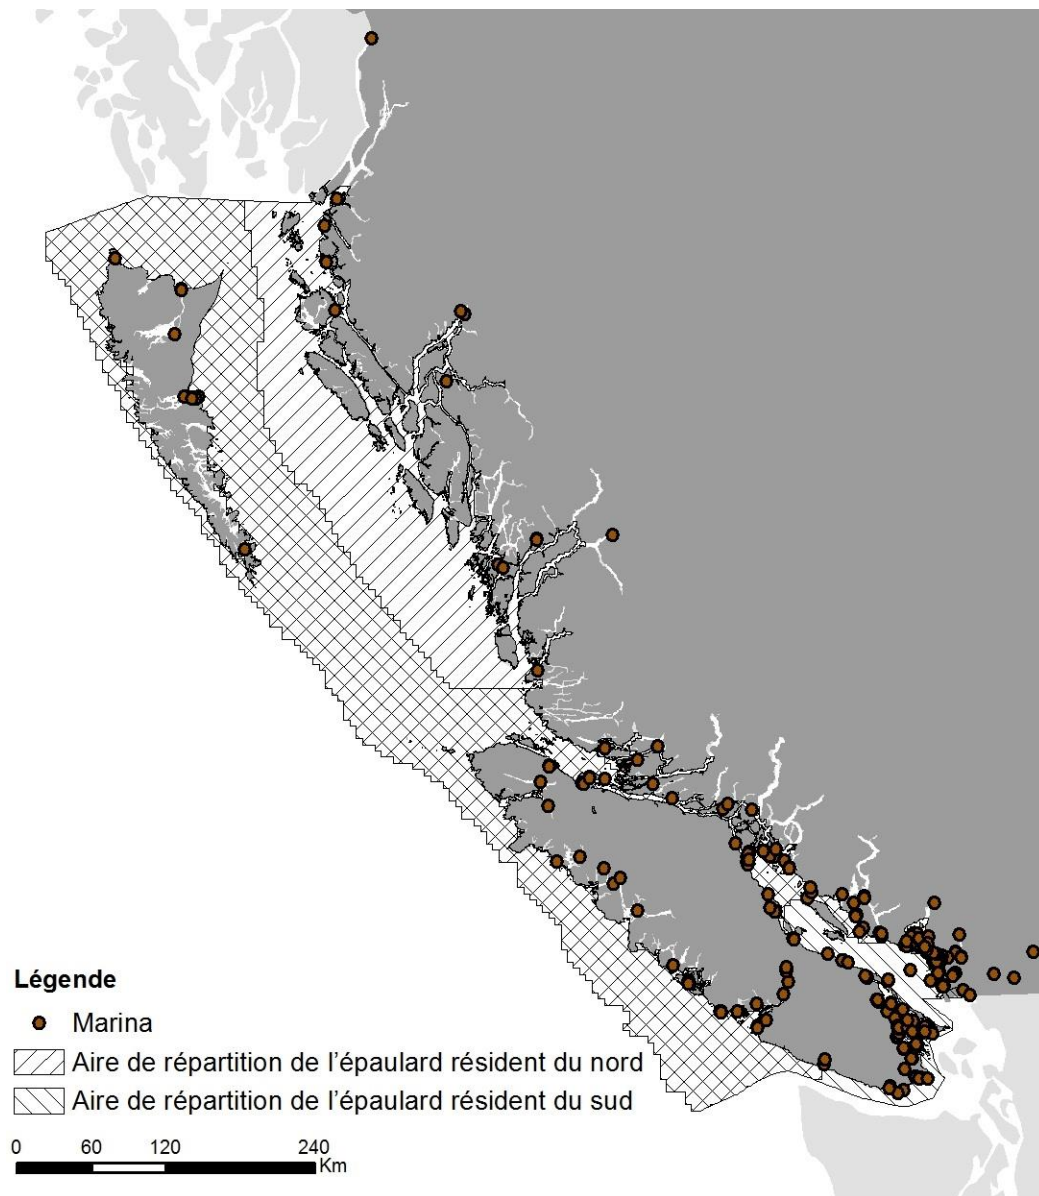 Légende
Marina
Aire de répartition de l'épaulard résident du nord
Aire de répartition de l'épaulard résident du sud
0 60 120 240
Km